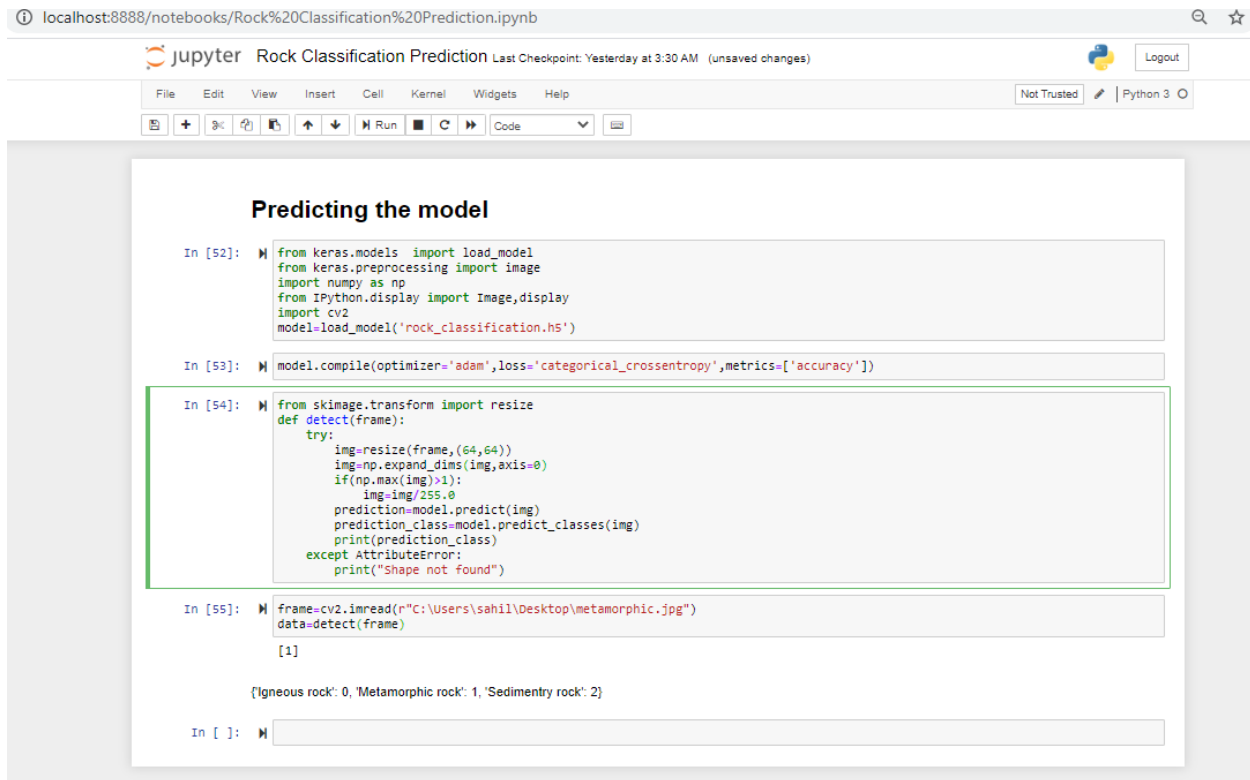 localhost:8888/notebooks/Rock%20Classification%20Prediction.ipynb
jupyter Rock Classification Prediction Last Checkpoint: Yesterday at 3:30 AM (unsaved changes)
Logout
File Edit View Insert Cell Kernel Widgets Help
Not Trusted Python 3
Run Code
Predicting the model
In [52]:
from keras.models  import load_model
from keras.preprocessing import image
import numpy as np
from IPython.display import Image,display
import cv2
model=load_model('rock_classification.h5')
In [53]:
model.compile(optimizer='adam',loss='categorical_crossentropy',metrics=['accuracy'])
In [54]:
from skimage.transform import resize
def detect(frame):
    try:
        img=resize(frame,(64,64))
        img=np.expand_dims(img,axis=0)
        if(np.max(img)>1):
            img=img/255.0
        prediction=model.predict(img)
        prediction_class=model.predict_classes(img)
        print(prediction_class)
    except AttributeError:
        print("Shape not found")
In [55]:
frame=cv2.imread(r"C:\Users\sahil\Desktop\metamorphic.jpg")
data=detect(frame)
[1]
{'Igneous rock': 0, 'Metamorphic rock': 1, 'Sedimentry rock': 2}
In [ ]: